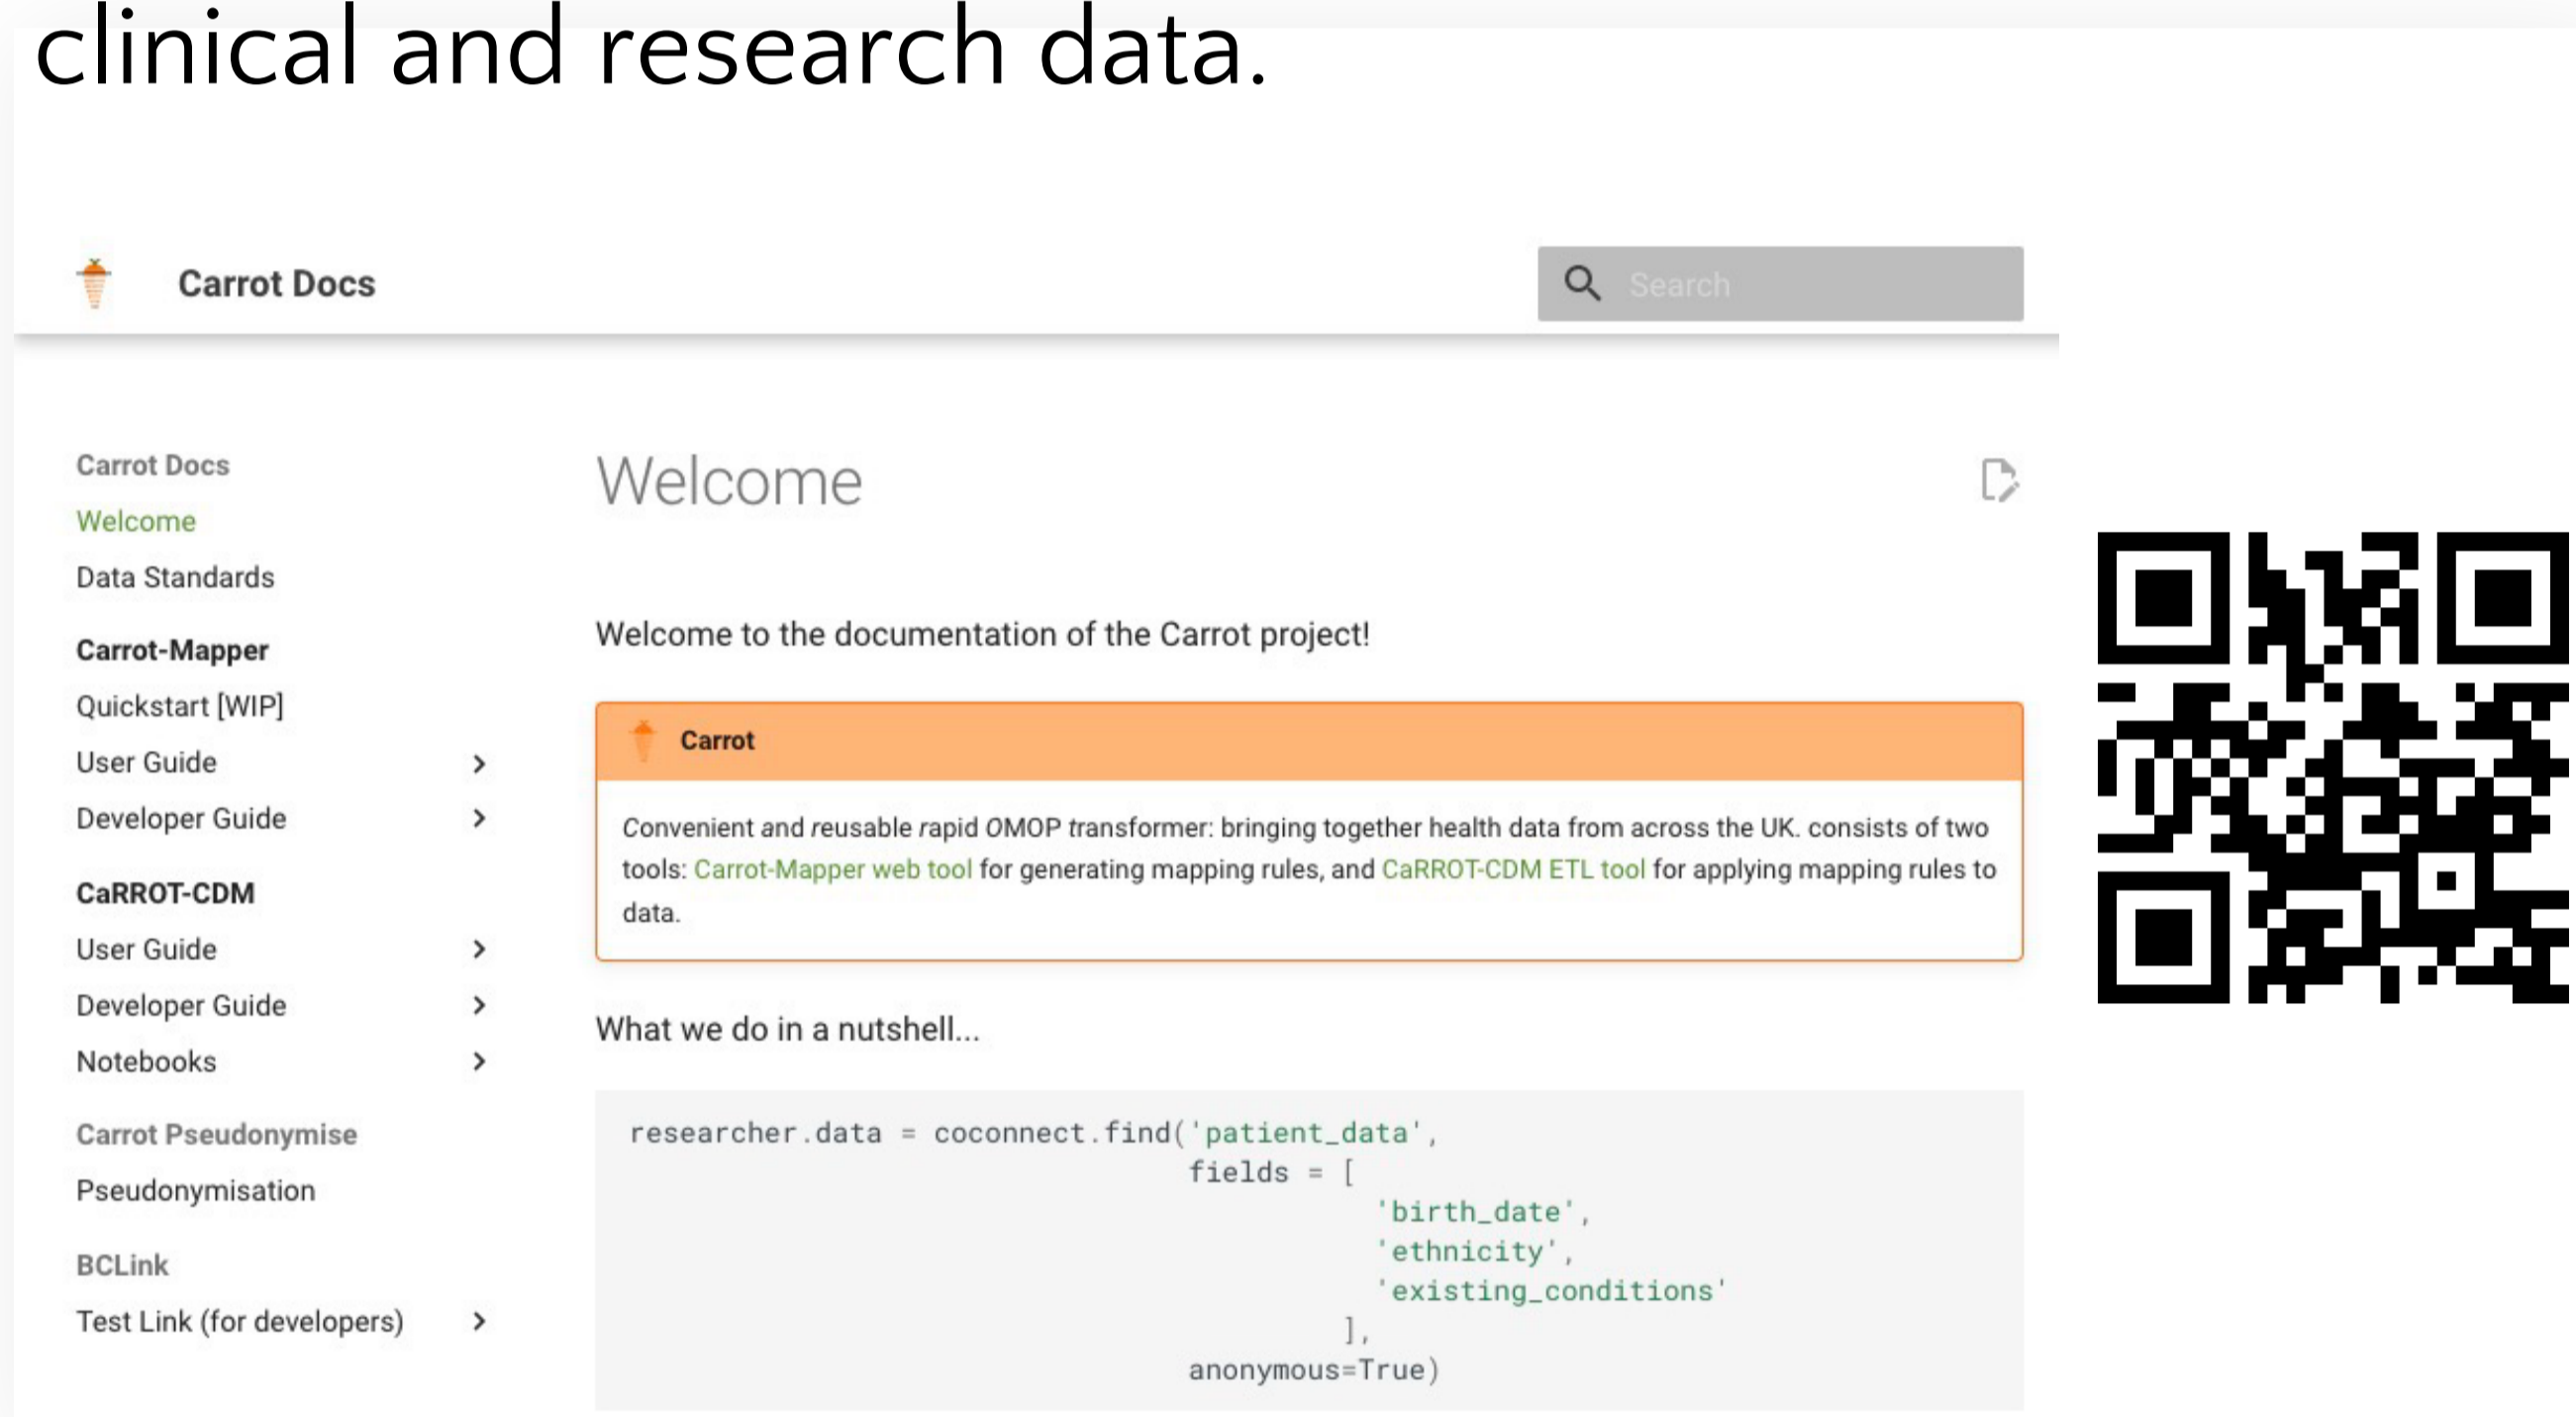 clinical and research data.
Carrot Docs
Search
Carrot Docs
Welcome
Data Standards
Carrot-Mapper
Quickstart [WIP]
User Guide
Developer Guide
CaRROT-CDM
User Guide
Developer Guide
Notebooks
Carrot Pseudonymise
Pseudonymisation
BCLink
Test Link (for developers)
Welcome
Welcome to the documentation of the Carrot project!
Carrot
Convenient and reusable rapid OMOP transformer: bringing together health data from across the UK. consists of two
tools: Carrot-Mapper web tool for generating mapping rules, and CaRROT-CDM ETL tool for applying mapping rules to
data.
What we do in a nutshell...
researcher.data = coconnect.find('patient_data',
fields = [
'birth_date',
'ethnicity',
'existing_conditions'
],
anonymous=True)